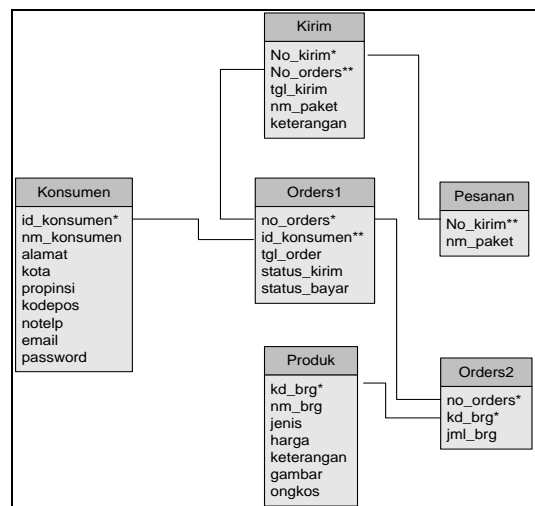 Kirim
No_kirim*
No_orders**
tgl_kirim
nm_paket
keterangan
Konsumen
id_konsumen*
nm_konsumen
alamat
kota
propinsi
kodepos
notelp
email
password
Orders1
no_orders*
id_konsumen**
tgl_order
status_kirim
status_bayar
Pesanan
No_kirim**
nm_paket
Produk
kd_brg*
nm_brg
jenis
harga
keterangan
gambar
ongkos
Orders2
no_orders*
kd_brg*
jml_brg